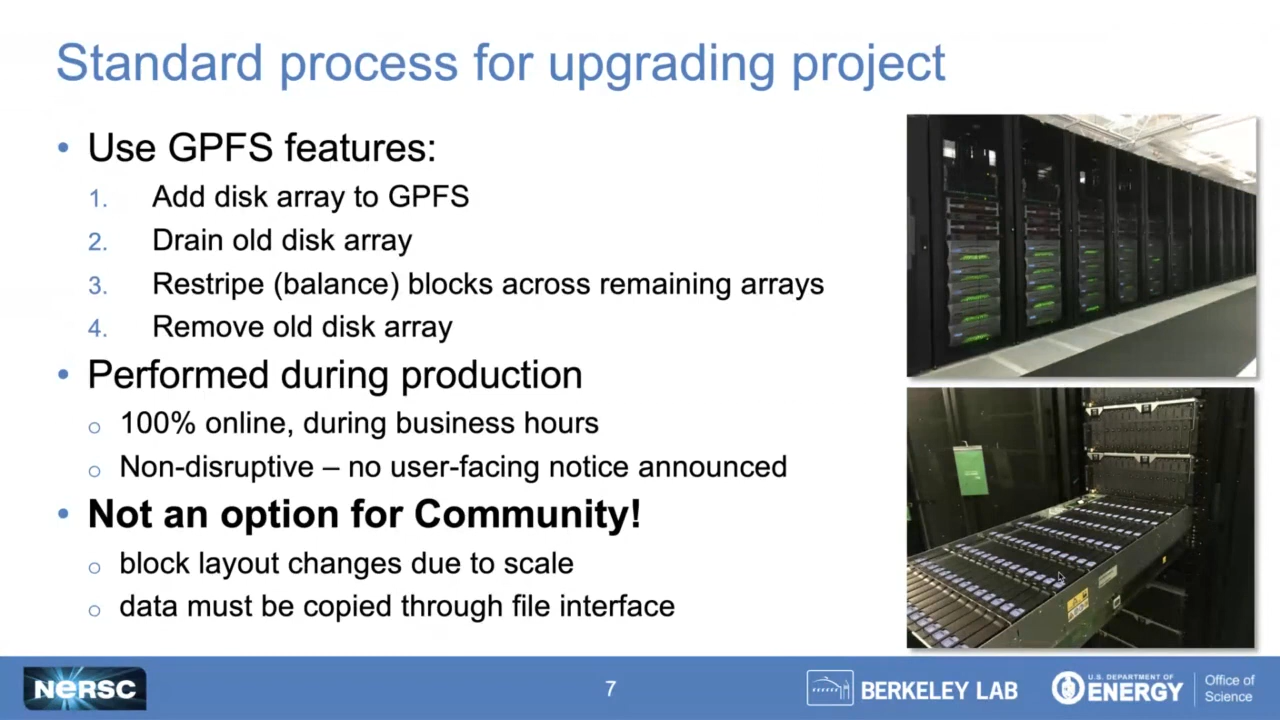 Standard process for upgrading project
• Use GPFS features:
1. Add disk array to GPFS
2. Drain old disk array
3. Restripe (balance) blocks across remaining arrays
4. Remove old disk array
• Performed during production
○ 100% online, during business hours
○ Non-disruptive – no user-facing notice announced
• Not an option for Community!
○ block layout changes due to scale
○ data must be copied through file interface
NERSC
7
BERKELEY LAB
U.S. DEPARTMENT OF
ENERGY
Office of
Science